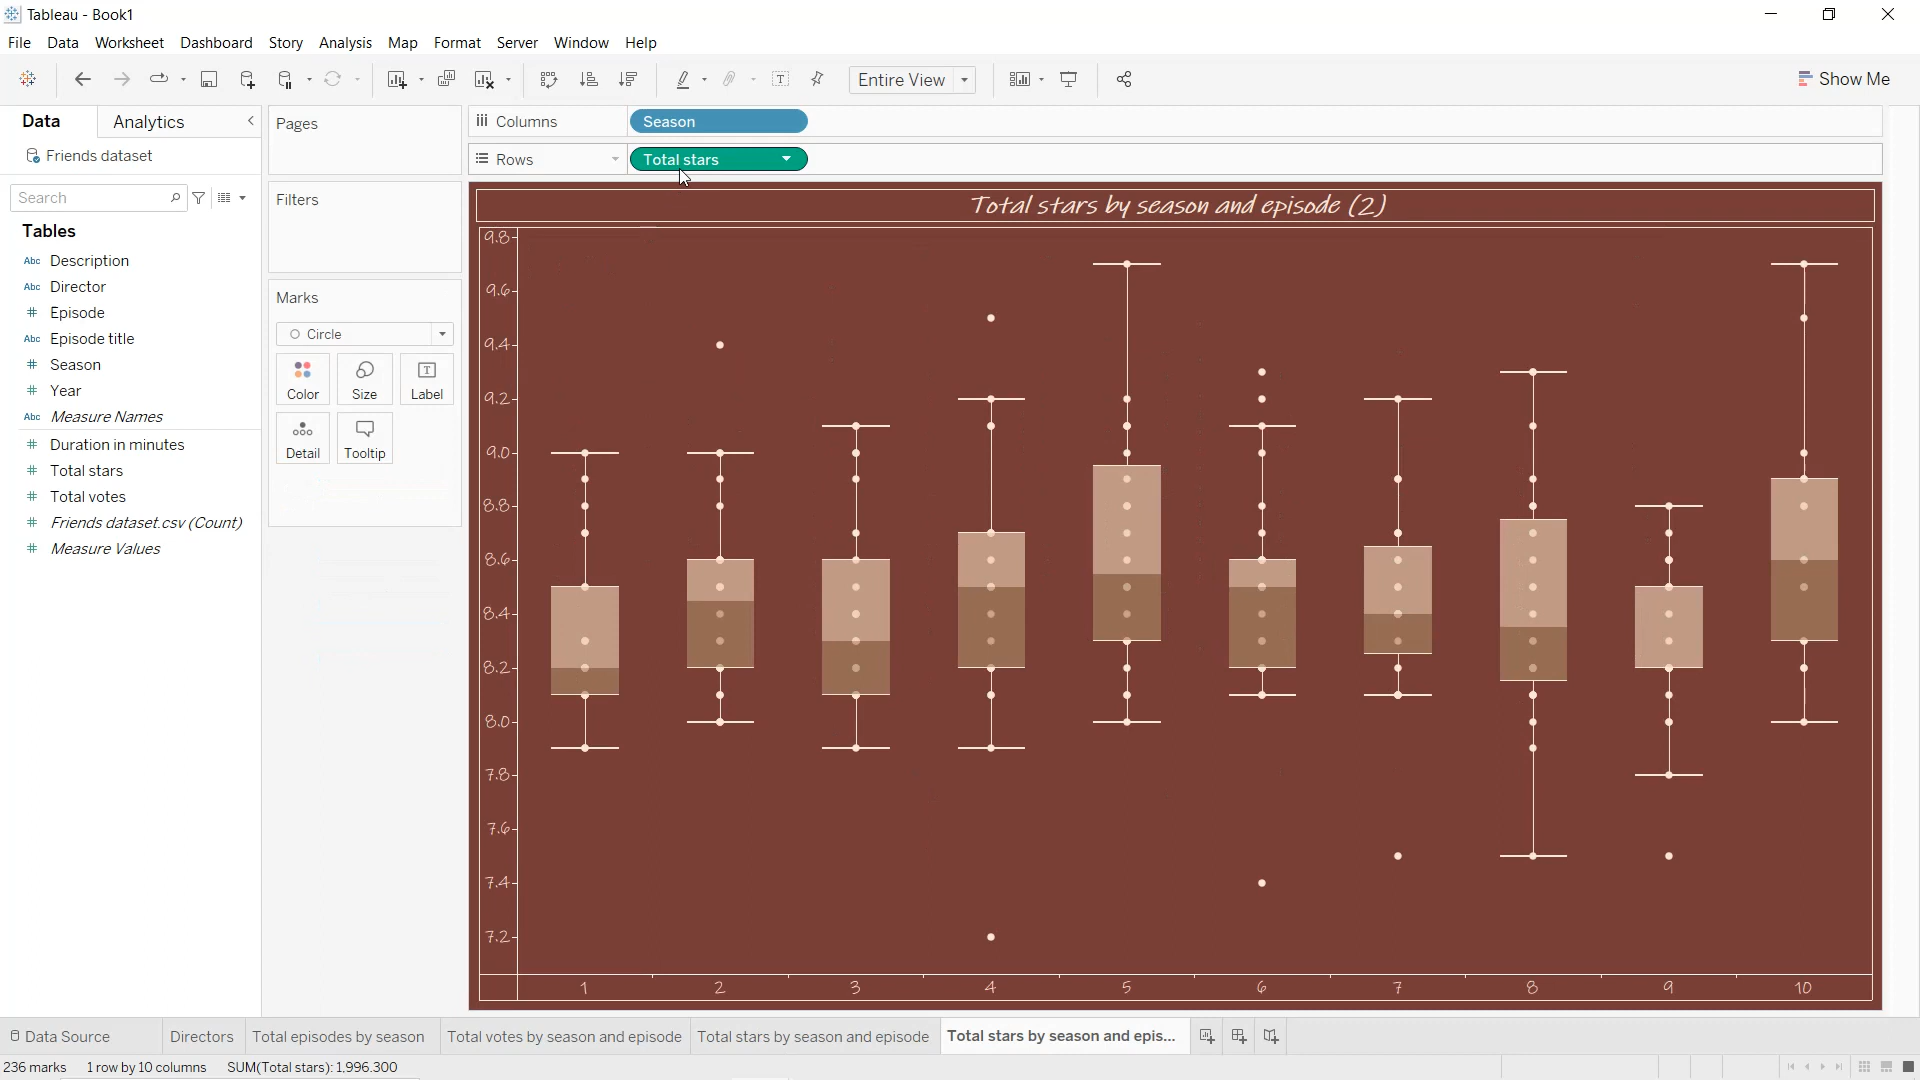 Tableau - Book1
File Data Worksheet Dashboard Story Analysis Map Format Server Window Help
Entire View
Show Me
Data Analytics
Friends dataset
Search
Tables
Abc Description
Abc Director
# Episode
Abc Episode title
# Season
# Year
Abc Measure Names
# Duration in minutes
# Total stars
# Total votes
# Friends dataset.csv (Count)
# Measure Values
Pages
Filters
Marks
Circle
Color Size Label
Detail Tooltip
Columns Season
Rows Total stars
Total stars by season and episode (2)
9.8
9.6
9.4
9.2
9.0
8.8
8.6
8.4
8.2
8.0
7.8
7.6
7.4
7.2
1 2 3 4 5 6 7 8 9 10
Data Source Directors Total episodes by season Total votes by season and episode Total stars by season and episode Total stars by season and epis...
236 marks 1 row by 10 columns SUM(Total stars): 1,996.300